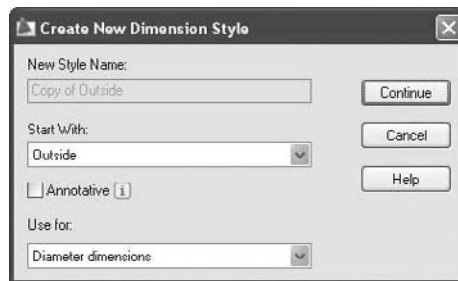 Create New Dimension Style
New Style Name:
Copy of Outside
Continue
Start With:
Cancel
Outside
Help
Annotative
Use for:
Diameter dimensions